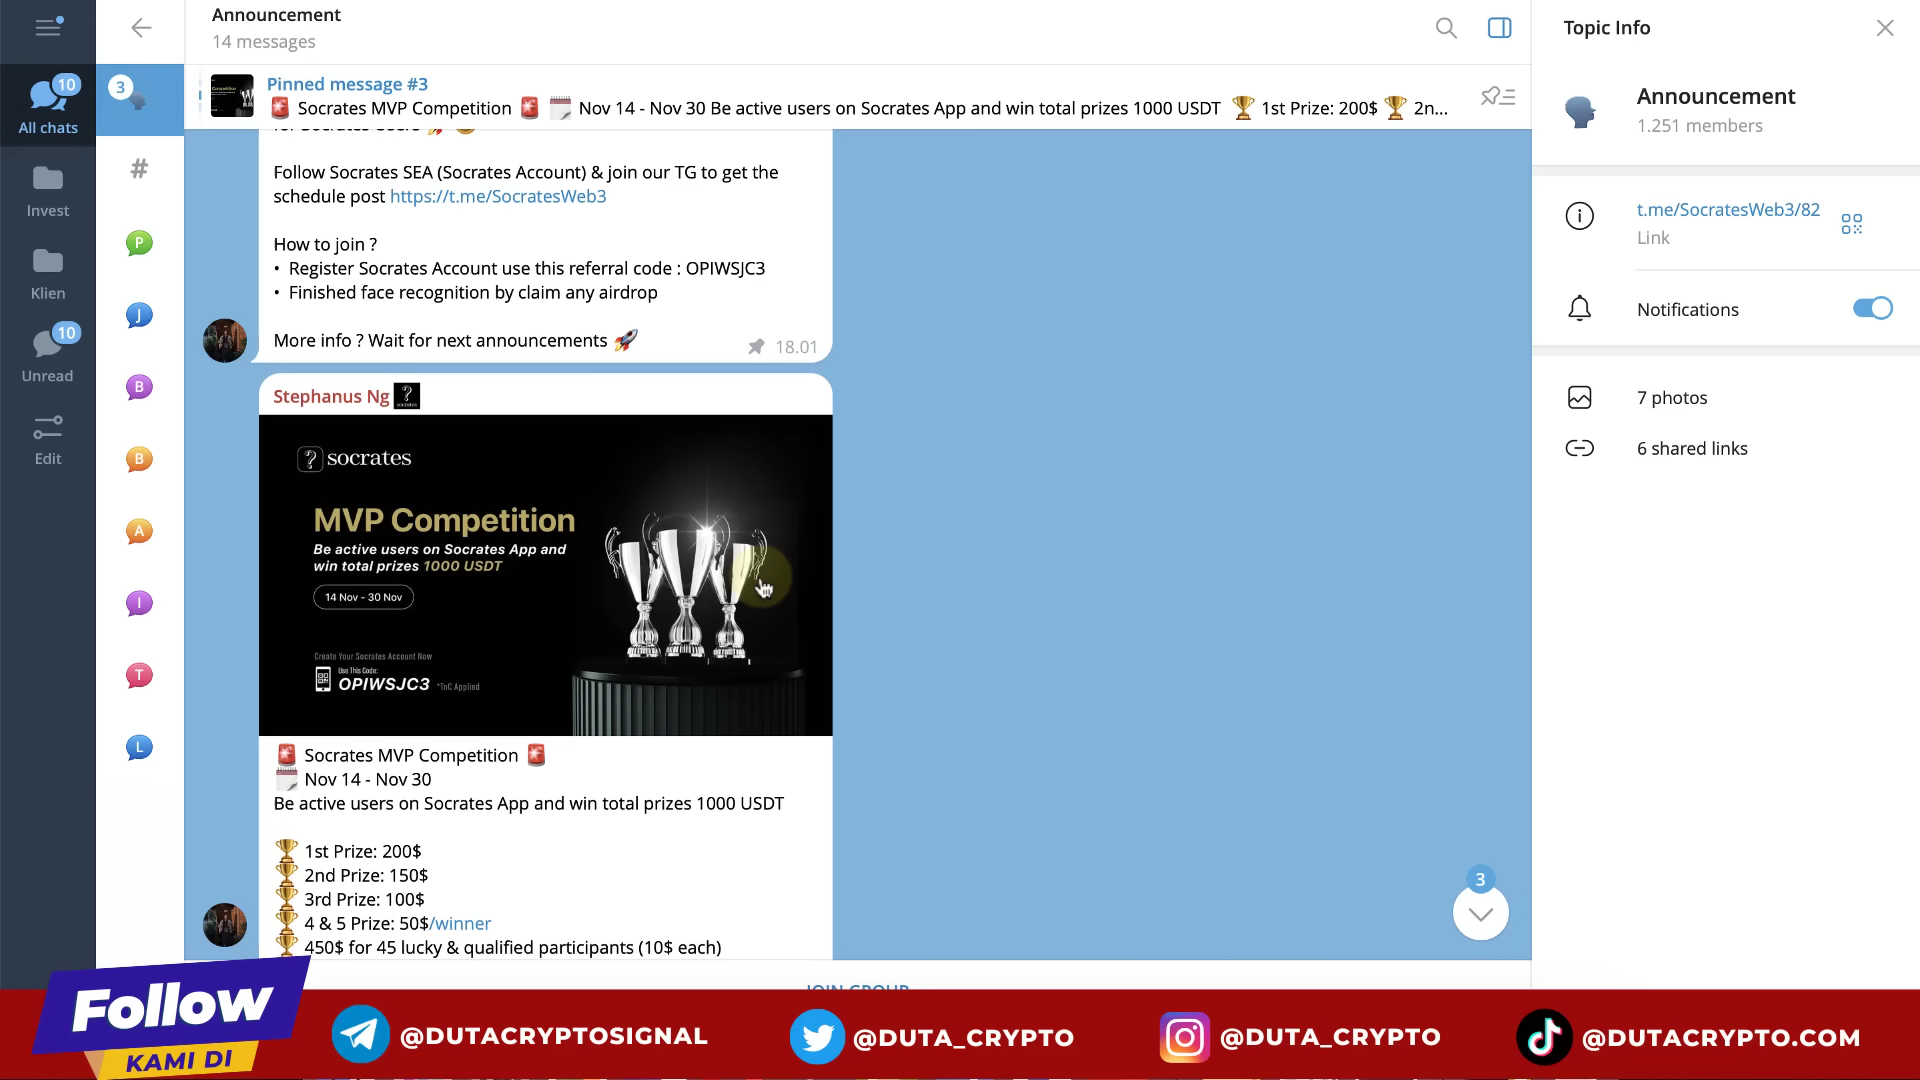 Announcement
14 messages
Topic Info
3
Pinned message #3
Socrates MVP Competition Nov 14 - Nov 30 Be active users on Socrates App and win total prizes 1000 USDT 1st Prize: 200$ 2n...
10
All chats
Invest
Klien
10
Unread
Edit
#
P
J
B
B
A
I
T
L
for Socrates Users
Follow Socrates SEA (Socrates Account) & join our TG to get the
schedule post https://t.me/SocratesWeb3
How to join ?
• Register Socrates Account use this referral code : OPIWSJC3
• Finished face recognition by claim any airdrop
More info ? Wait for next announcements
18.01
Stephanus Ng
?
socrates
? socrates
MVP Competition
Be active users on Socrates App and
win total prizes 1000 USDT
14 Nov - 30 Nov
Create Your Socrates Account Now
Use This Code:
OPIWSJC3 *TnC Applied
Socrates MVP Competition
Nov 14 - Nov 30
Be active users on Socrates App and win total prizes 1000 USDT
1st Prize: 200$
2nd Prize: 150$
3rd Prize: 100$
4 & 5 Prize: 50$/winner
450$ for 45 lucky & qualified participants (10$ each)
3
JOIN GROUP
Announcement
1.251 members
t.me/SocratesWeb3/82
Link
Notifications
7 photos
6 shared links
Follow
KAMI DI
@DUTACRYPTOSIGNAL
@DUTA_CRYPTO
@DUTA_CRYPTO
@DUTACRYPTO.COM